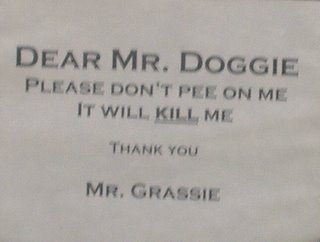 DEAR MR. DOGGIE
PLEASE DON'T PEE ON ME
IT WILL KILL ME
THANK YOU
MR. GRASSIE